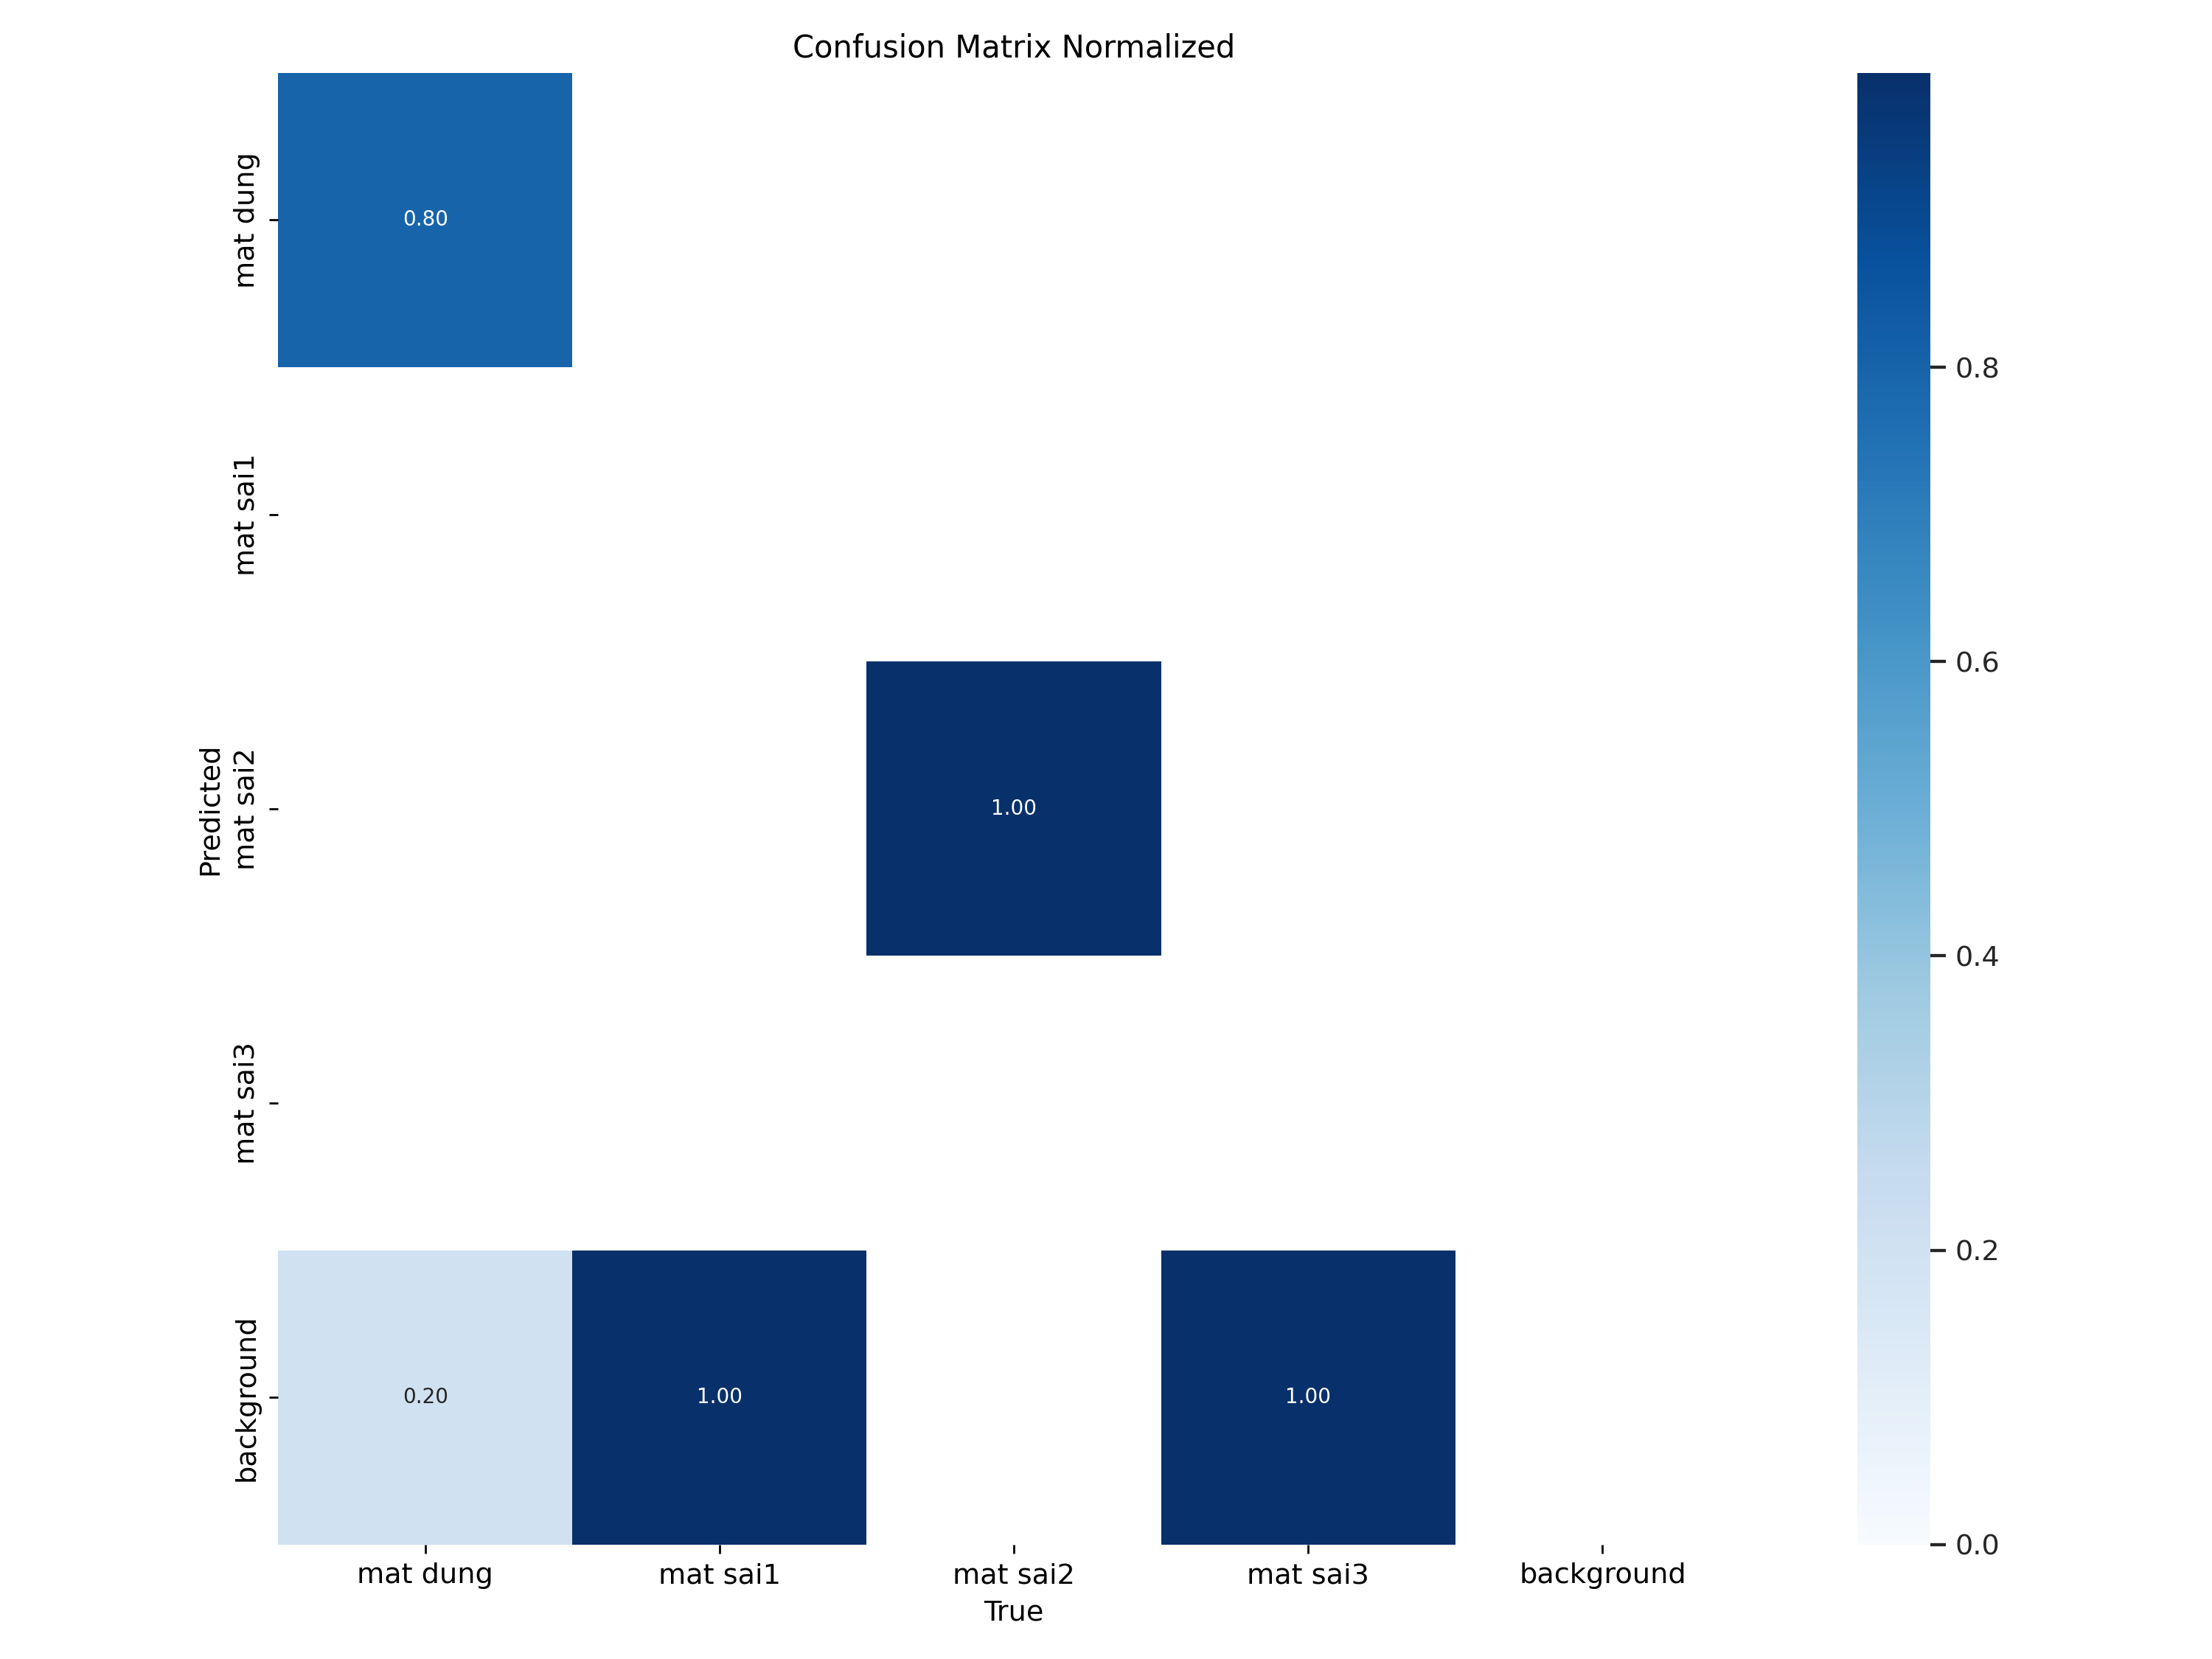 Confusion Matrix Normalized
mat dung
0.80
0.8
mat sai1
0.6
Predicted
mat sai2
1.00
0.4
mat sai3
0.2
background
0.20
1.00
1.00
0.0
mat dung
mat sai1
mat sai2
mat sai3
background
True